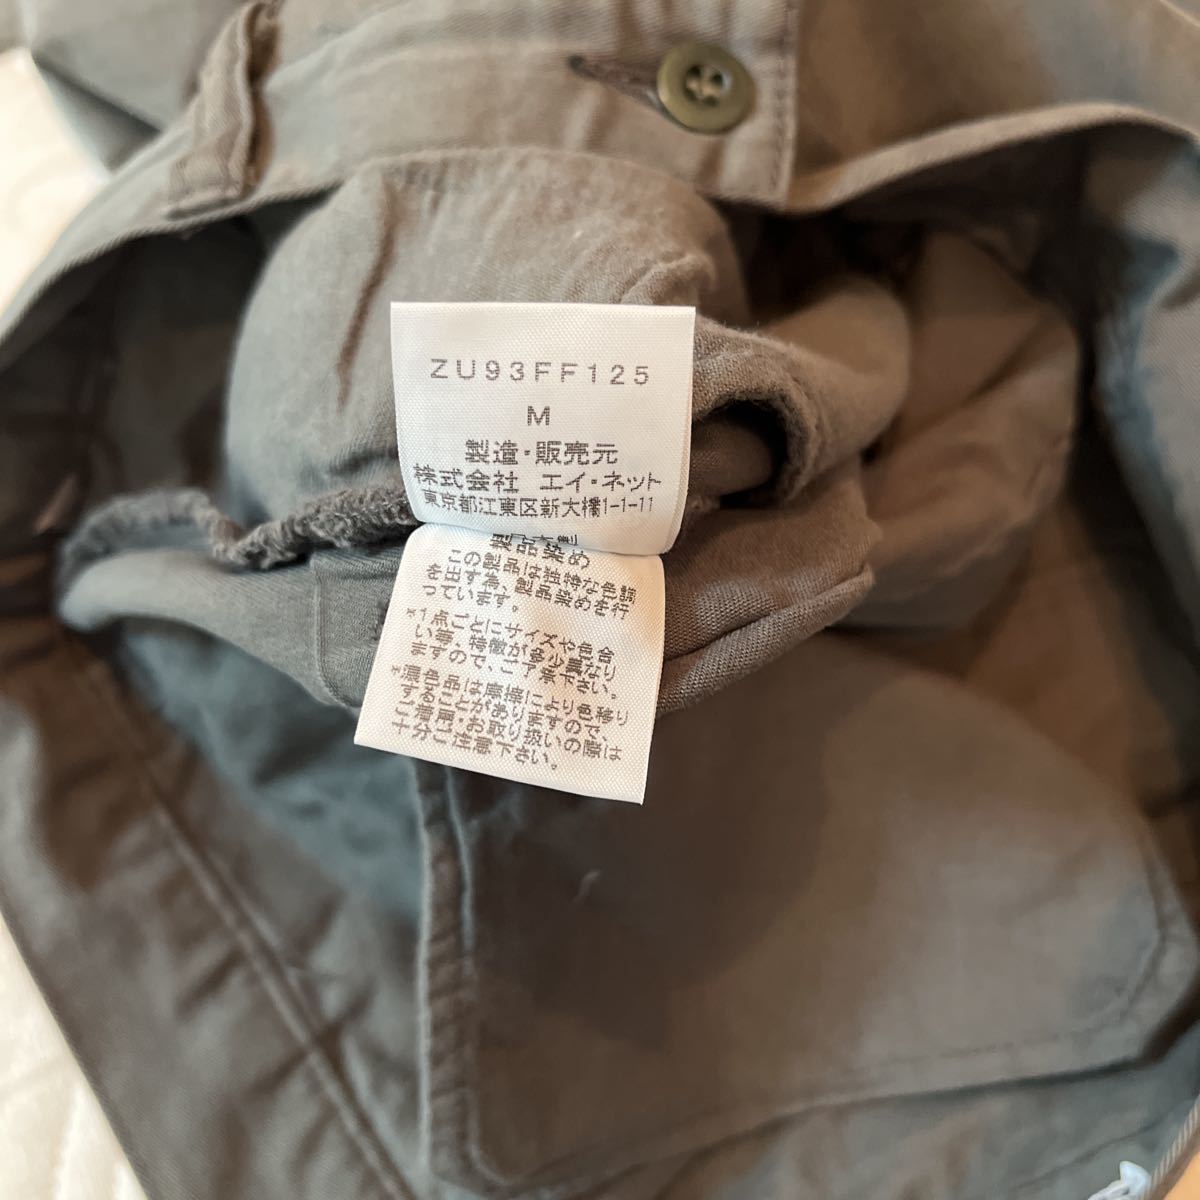 ZU93FF125
M
製造・販売元
株式会社 エイ・ネット
東京都江東区新大橋1-1-11
製品染め
この製品は独特な色調
を出す為、製品染めを行
っています。
*1点ごとにサイズや色合
い等、特徴が多少異なり
ますので、ご了承下さい。
*濃色品は摩擦により色移り
することがありますので、
ご着用・お取り扱いの際は
十分ご注意下さい。